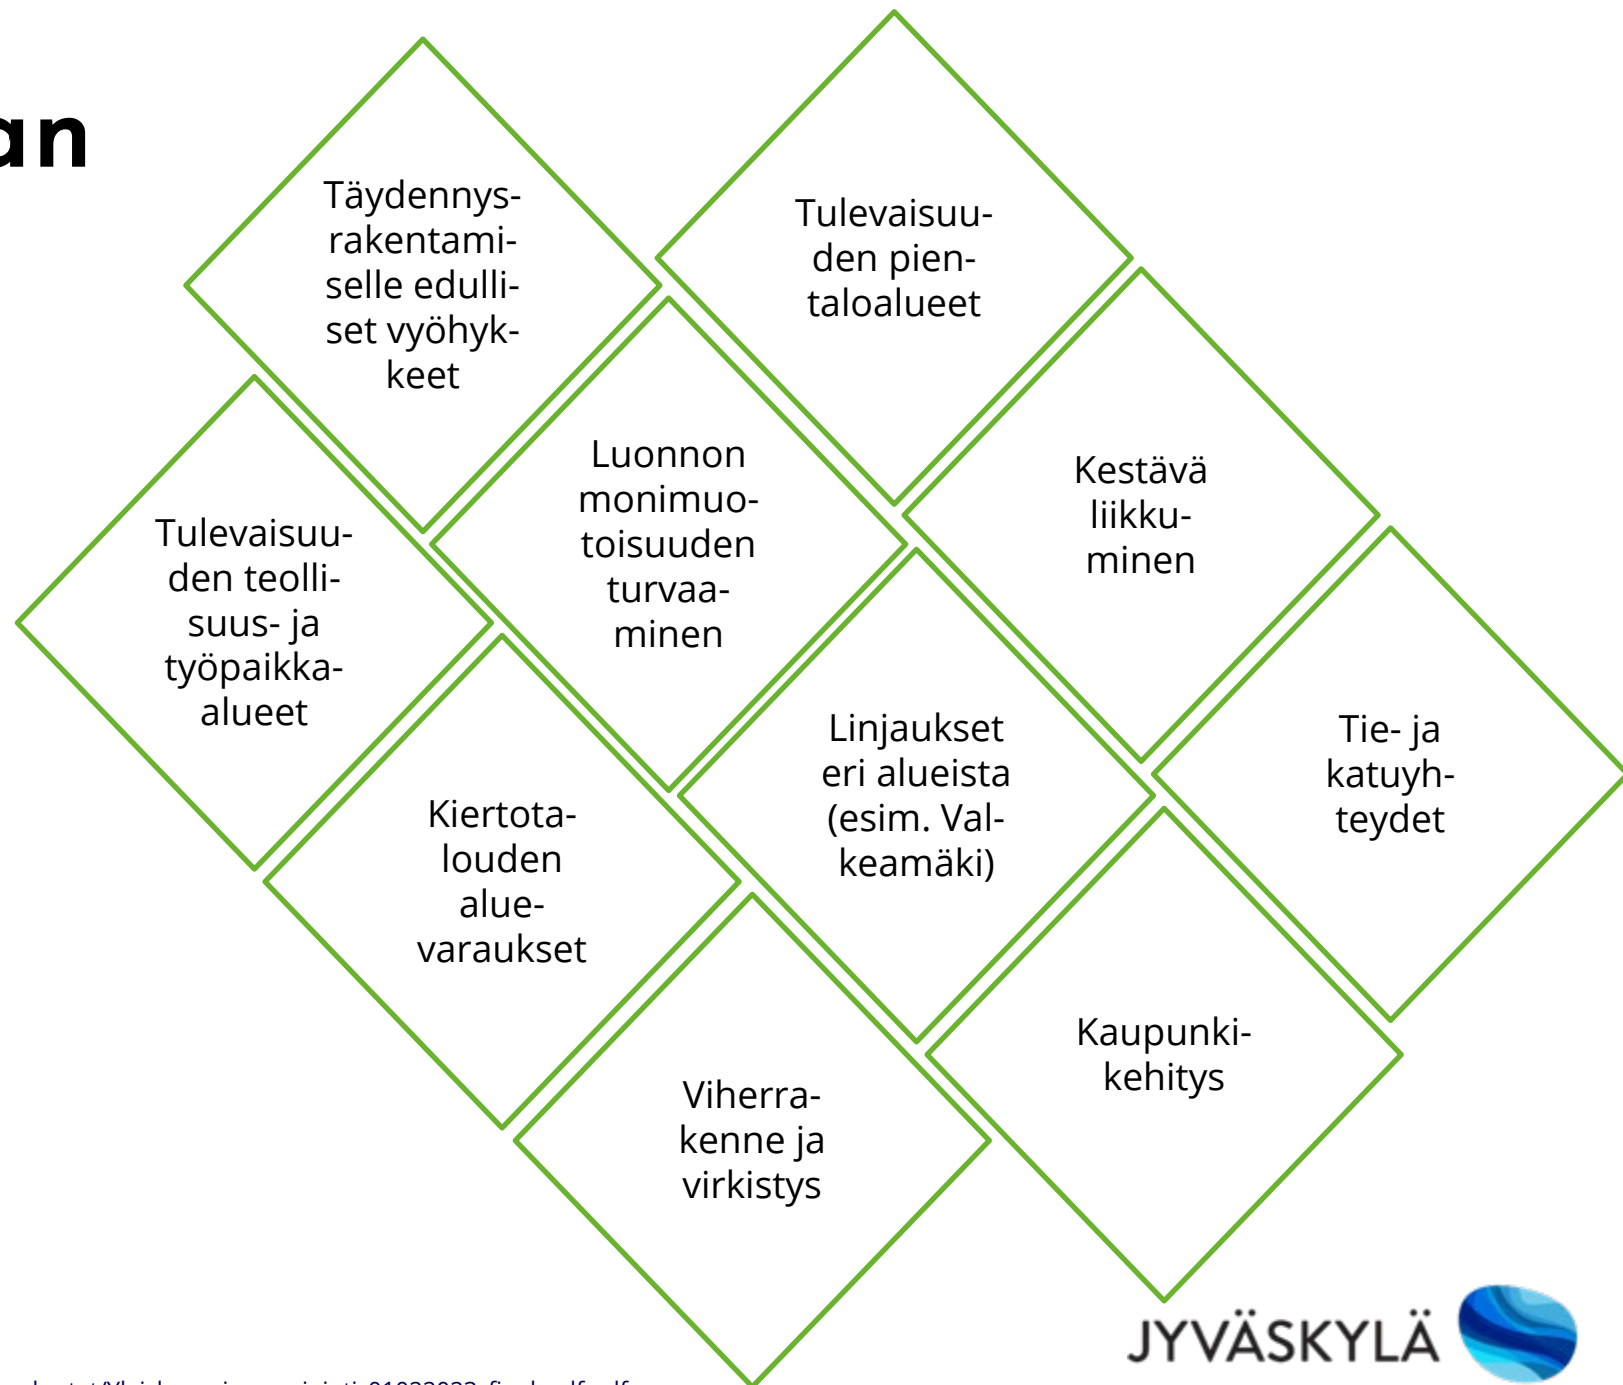 an
Täydennys-
rakentami-
selle edulli-
set vyöhyk-
keet
Tulevaisuu-
den pien-
taloalueet
Luonnon
monimuo-
toisuuden
turvaa-
minen
Kestävä
liikku-
minen
Tulevaisuu-
den teolli-
suus- ja
työpaikka-
alueet
Linjaukset
eri alueista
(esim. Val-
keamäki)
Tie- ja
katuyh-
teydet
Kiertota-
louden
alue-
varaukset
Kaupunki-
kehitys
Viherra-
kenne ja
virkistys
JYVÄSKYLÄ